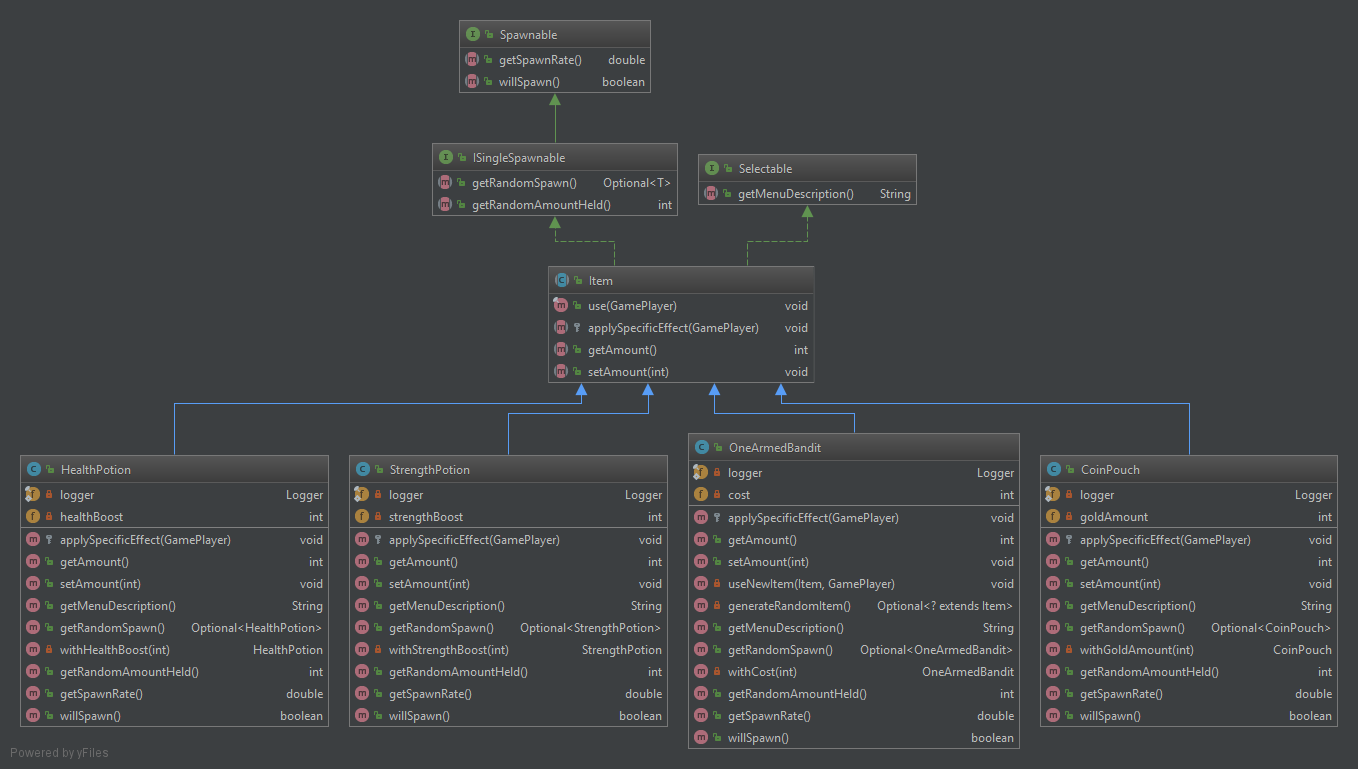 Spawnable
getSpawnRate() double
willSpawn() boolean
ISingleSpawnable
getRandomSpawn() Optional<T>
getRandomAmountHeld() int
Selectable
getMenuDescription() String
Item
use(GamePlayer) void
applySpecificEffect(GamePlayer) void
getAmount() int
setAmount(int) void
HealthPotion
logger Logger
healthBoost int
applySpecificEffect(GamePlayer) void
getAmount() int
setAmount(int) void
getMenuDescription() String
getRandomSpawn() Optional<HealthPotion>
withHealthBoost(int) HealthPotion
getRandomAmountHeld() int
getSpawnRate() double
willSpawn() boolean
StrengthPotion
logger Logger
strengthBoost int
applySpecificEffect(GamePlayer) void
getAmount() int
setAmount(int) void
getMenuDescription() String
getRandomSpawn() Optional<StrengthPotion>
withStrengthBoost(int) StrengthPotion
getRandomAmountHeld() int
getSpawnRate() double
willSpawn() boolean
OneArmedBandit
logger Logger
cost int
applySpecificEffect(GamePlayer) void
getAmount() int
setAmount(int) void
useNewItem(Item, GamePlayer) void
generateRandomItem() Optional<? extends Item>
getMenuDescription() String
getRandomSpawn() Optional<OneArmedBandit>
withCost(int) OneArmedBandit
getRandomAmountHeld() int
getSpawnRate() double
willSpawn() boolean
CoinPouch
logger Logger
goldAmount int
applySpecificEffect(GamePlayer) void
getAmount() int
setAmount(int) void
getMenuDescription() String
getRandomSpawn() Optional<CoinPouch>
withGoldAmount(int) CoinPouch
getRandomAmountHeld() int
getSpawnRate() double
willSpawn() boolean
Powered by yFiles